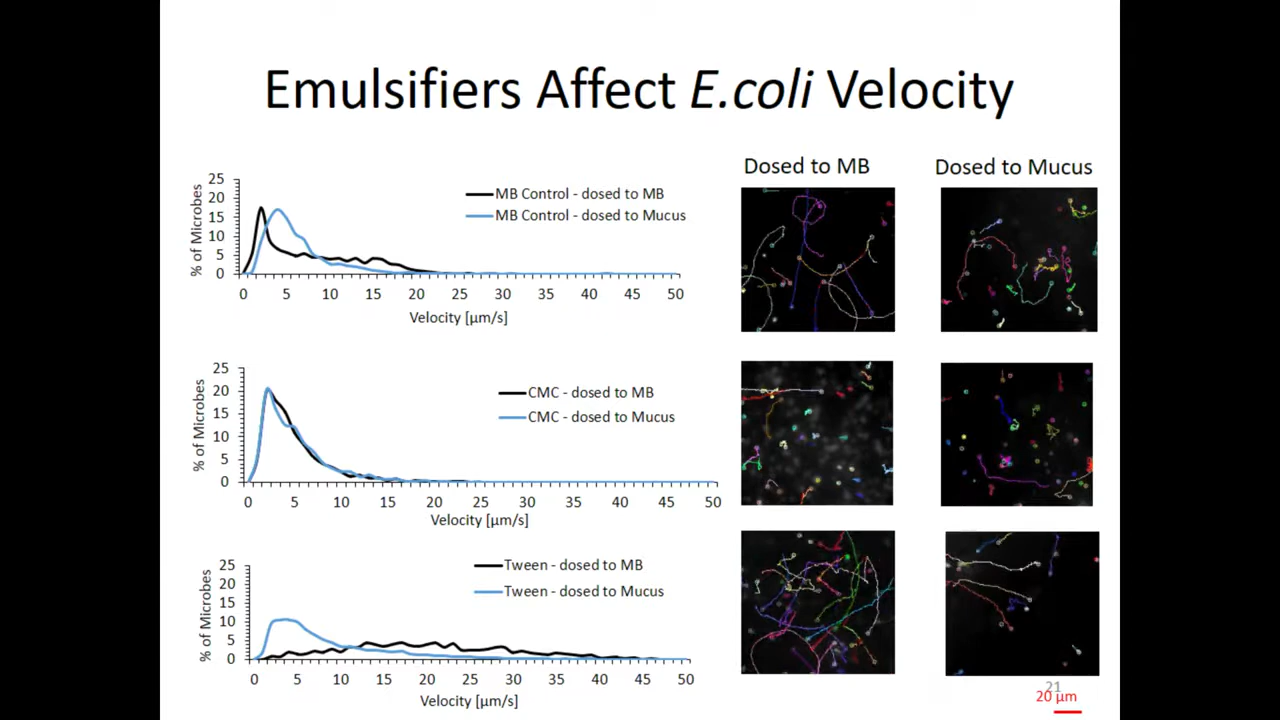 Emulsifiers Affect E.coli Velocity
Dosed to MB
Dosed to Mucus
25
20
15
10
5
0
% of Microbes
MB Control - dosed to MB
MB Control - dosed to Mucus
0 5 10 15 20 25 30 35 40 45 50
Velocity [µm/s]
25
20
15
10
5
0
% of Microbes
CMC - dosed to MB
CMC - dosed to Mucus
0 5 10 15 20 25 30 35 40 45 50
Velocity [µm/s]
25
20
15
10
5
0
% of Microbes
Tween - dosed to MB
Tween - dosed to Mucus
0 5 10 15 20 25 30 35 40 45 50
Velocity [µm/s]
21
20 µm